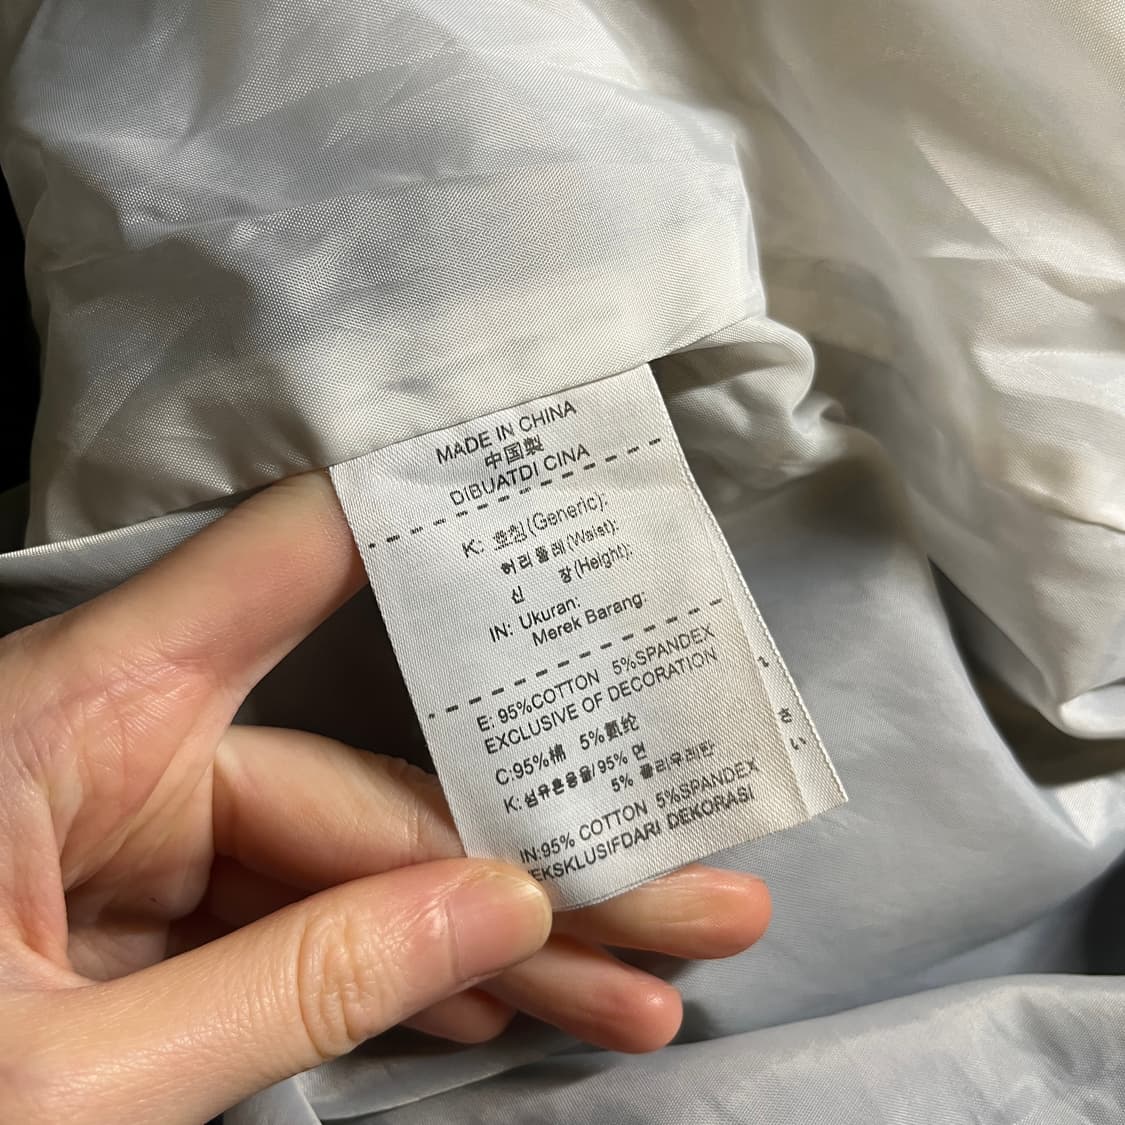 MADE IN CHINA
中国製
DIBUATDI CINA
K: 호칭(Generic):
허리둘레(Waist):
신 장(Height):
IN: Ukuran:
Merek Barang:
E: 95%COTTON 5%SPANDEX
EXCLUSIVE OF DECORATION
C:95%棉 5%氨纶
K:섬유혼용율/95% 면
5% 폴리우레탄
IN:95% COTTON 5%SPANDEX
EKSKLUSIFDARI DEKORASI
さ
い